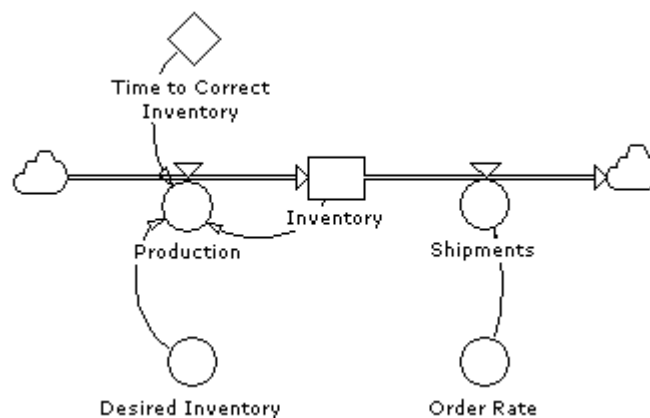 Time to Correct
Inventory
Inventory
Production
Shipments
Desired Inventory
Order Rate